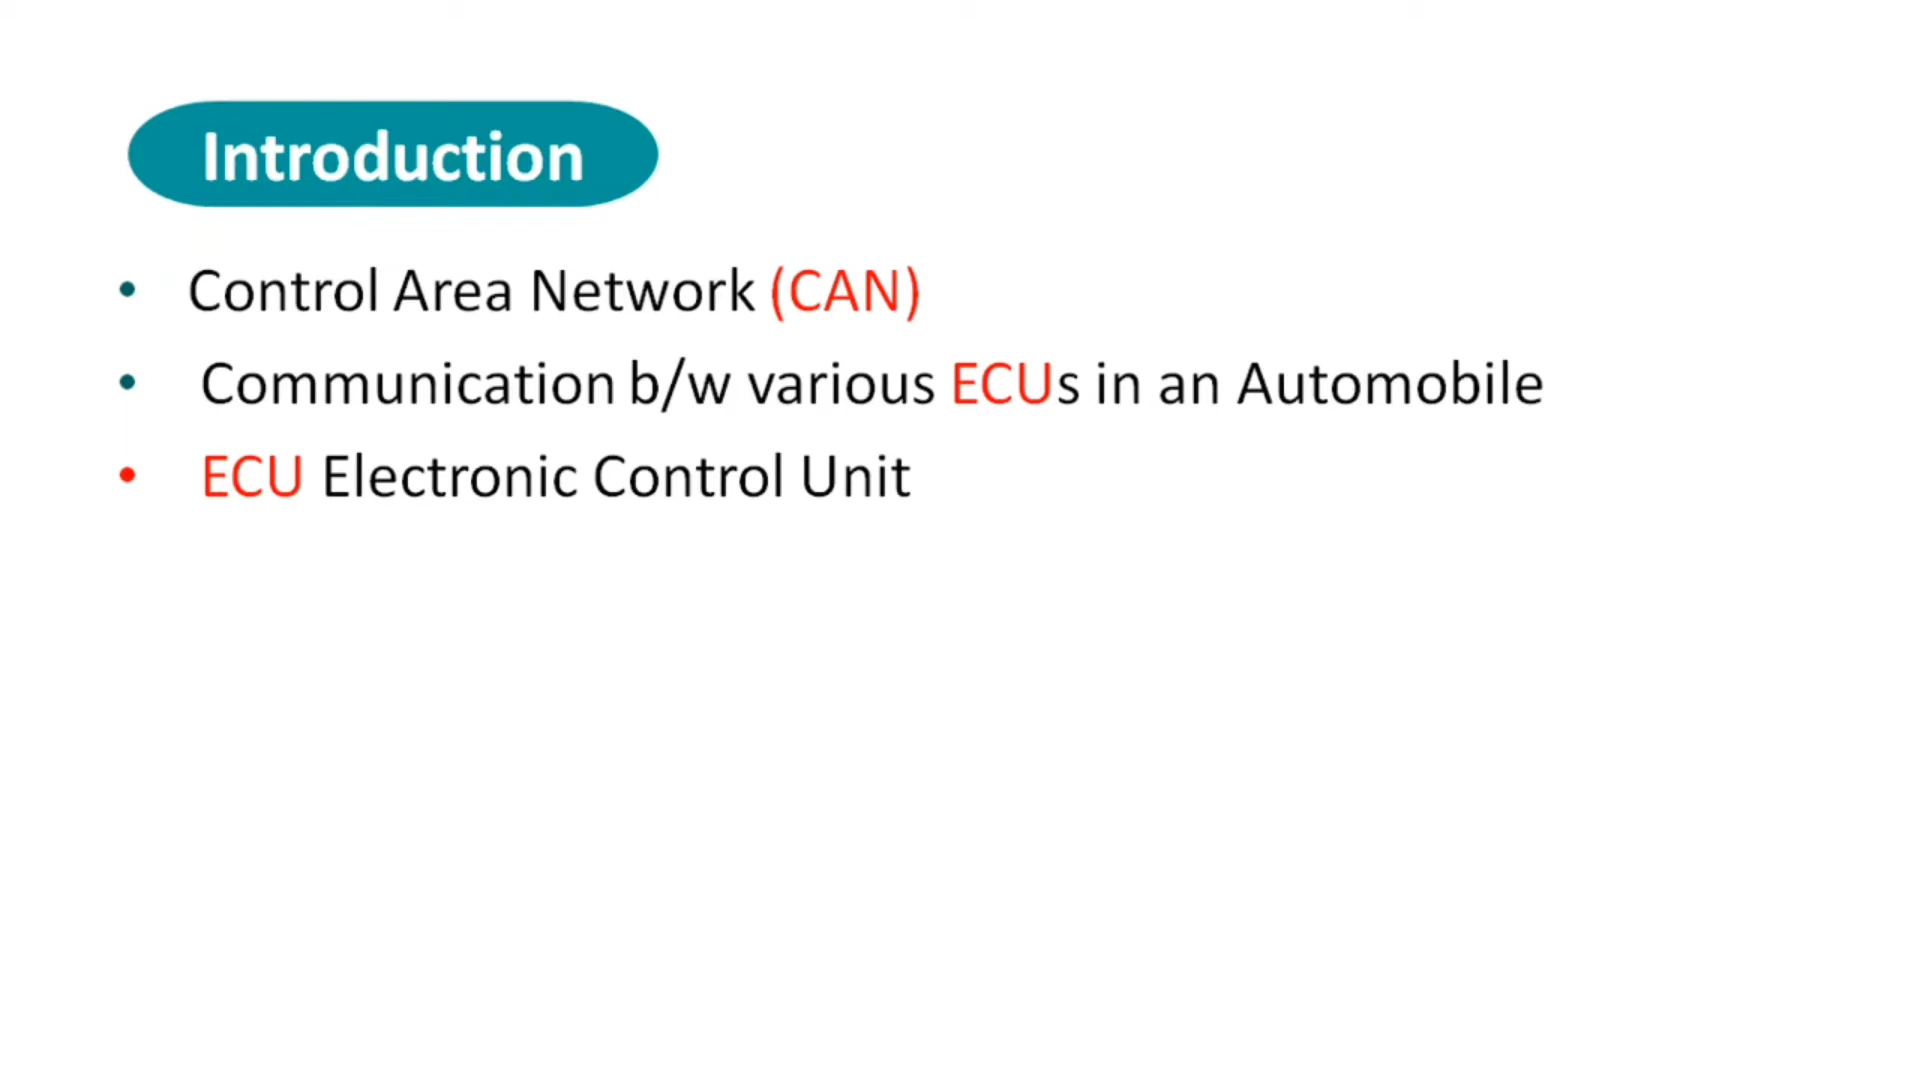 Introduction
• Control Area Network (CAN)
• Communication b/w various ECUs in an Automobile
• ECU Electronic Control Unit